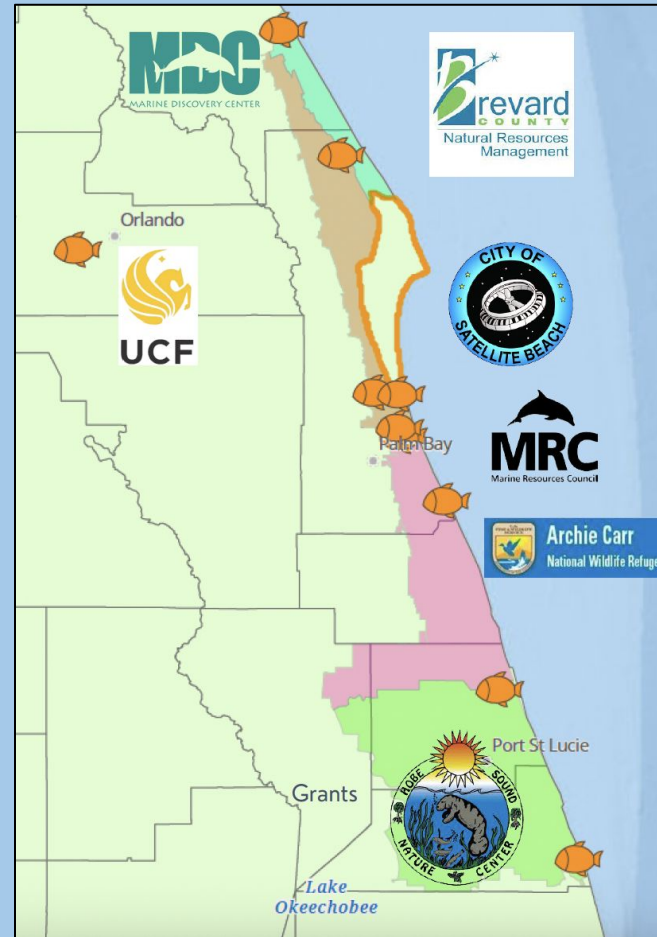 MDC
MARINE DISCOVERY CENTER
Brevard
COUNTY
Natural Resources
Management
Orlando
UCF
CITY OF
SATELLITE BEACH
Palm Bay
MRC
Marine Resources Council
Archie Carr
National Wildlife Refuge
Port St Lucie
HOBE SOUND
NATURE CENTER
Grants
Lake
Okeechobee